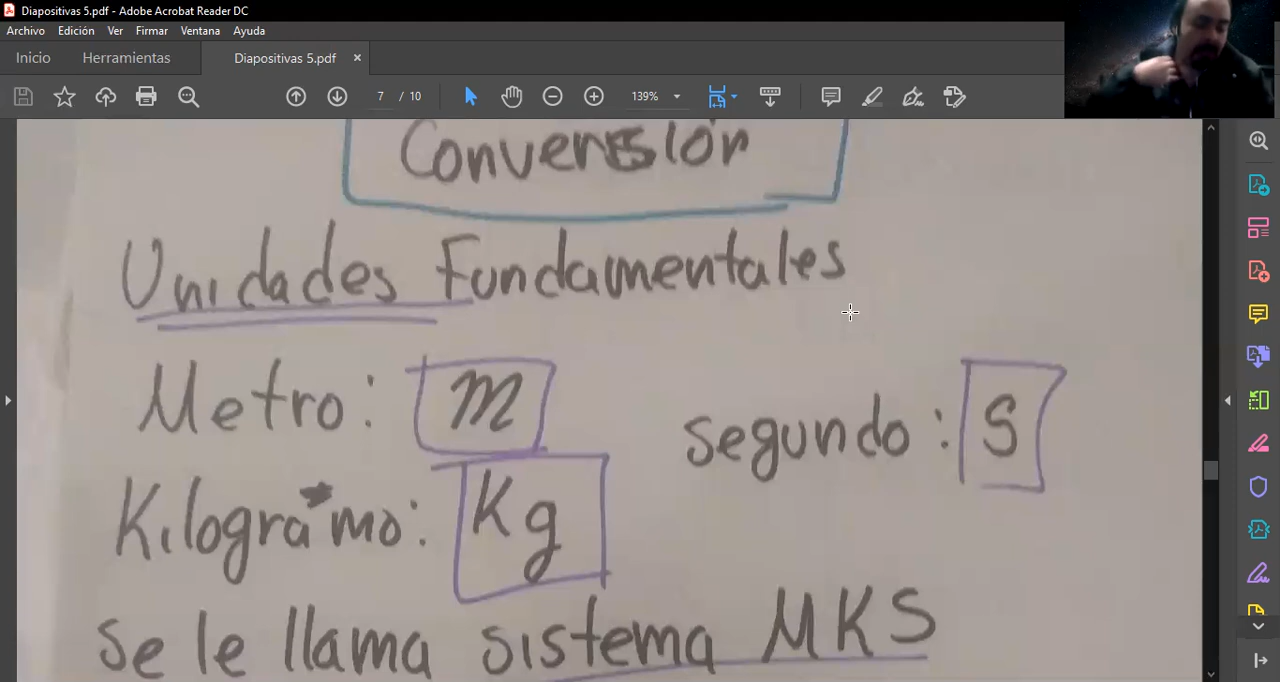 Diapositivas 5.pdf - Adobe Acrobat Reader DC
Archivo Edición Ver Firmar Ventana Ayuda
Inicio Herramientas Diapositivas 5.pdf ×
7 / 10 139%
Conversión
Unidades Fundamentales
Metro: m
segundo: s
Kilogramo: Kg
Se le llama sistema MKS